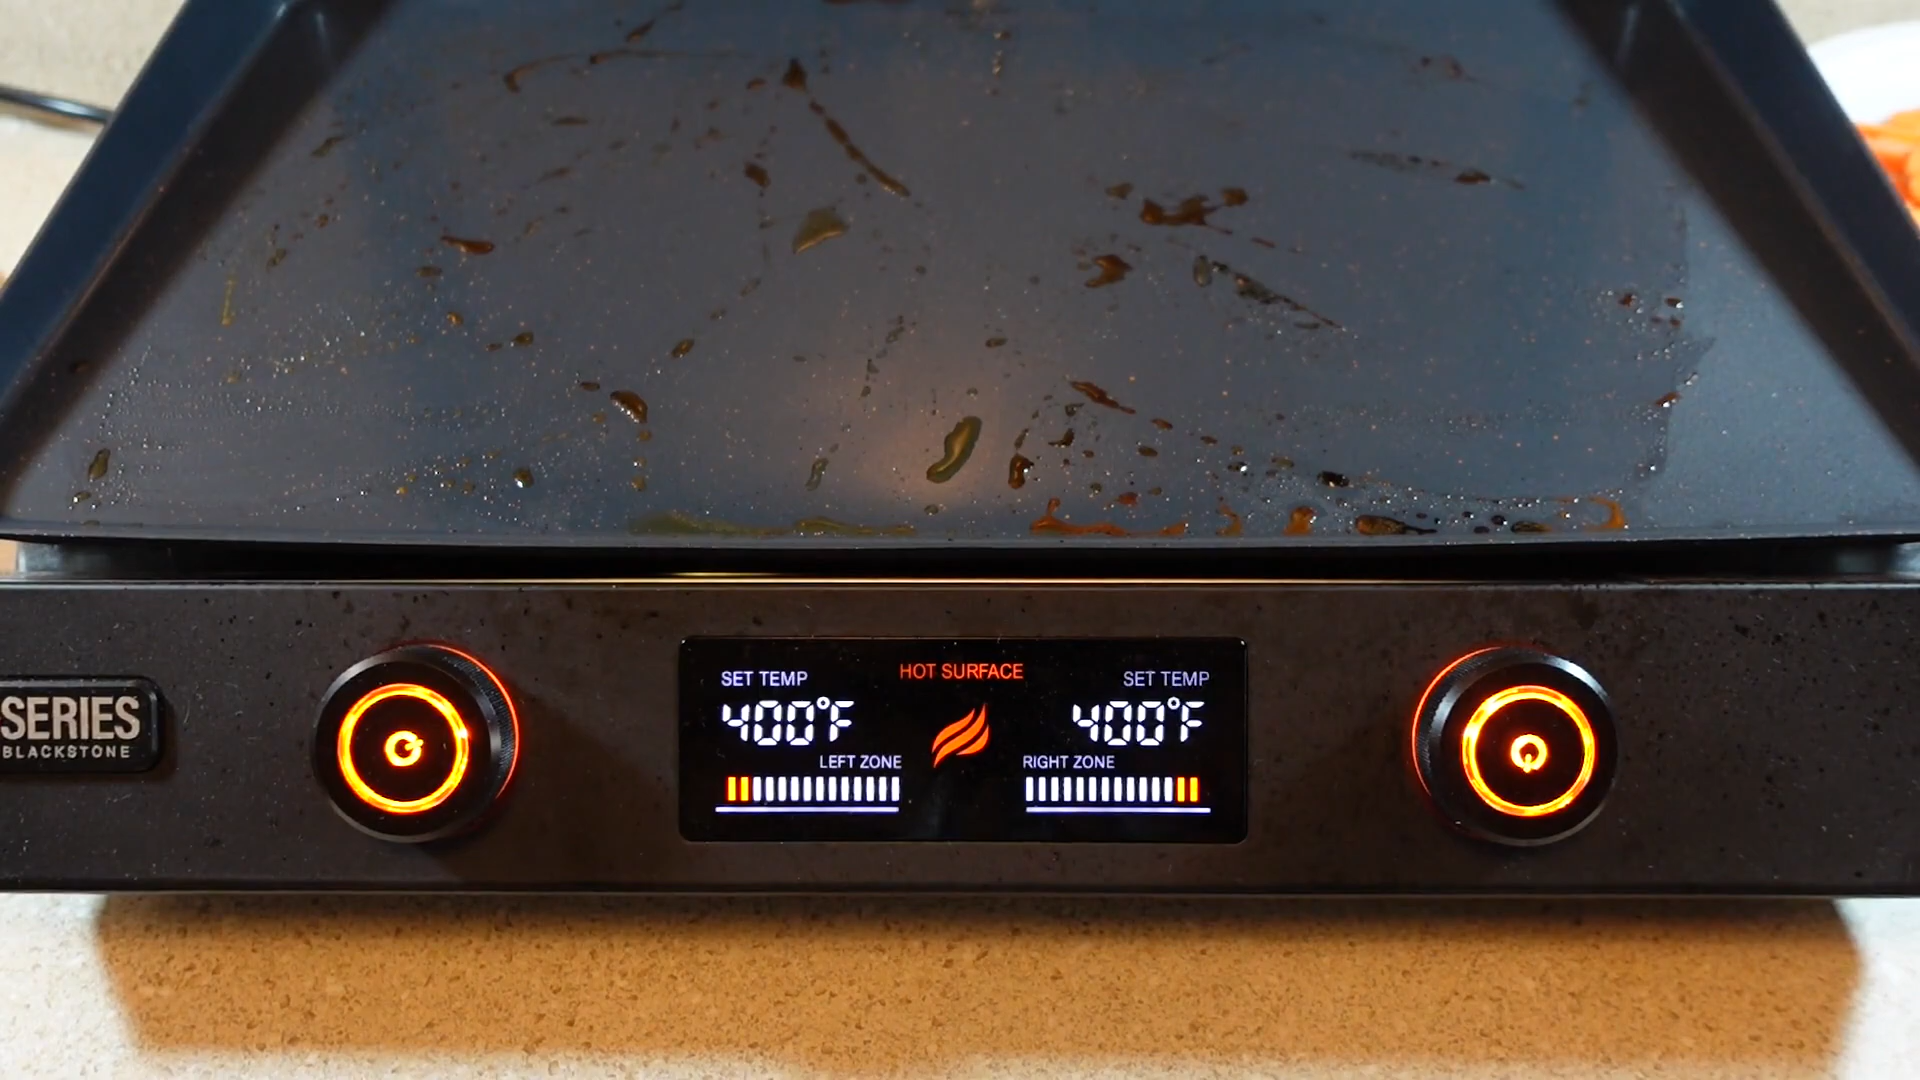 SERIES
BLACKSTONE
HOT SURFACE
SET TEMP
400°F
LEFT ZONE
SET TEMP
400°F
RIGHT ZONE